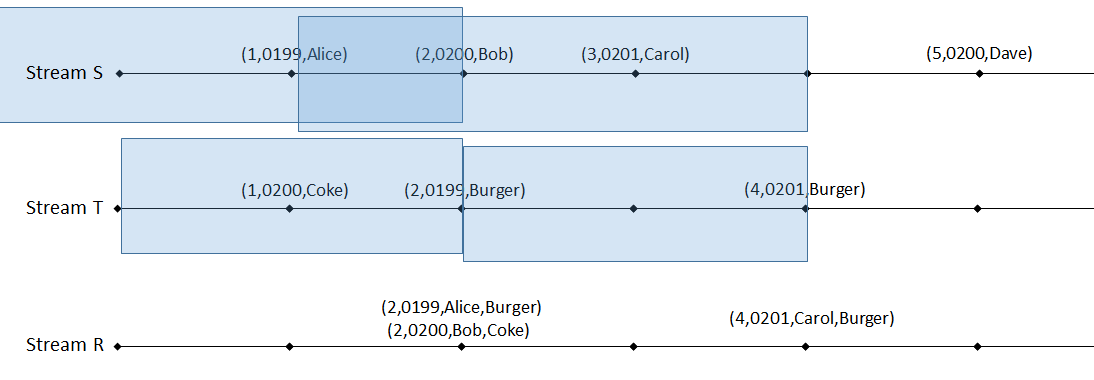 (1,0199,Alice)
(2,0200,Bob)
(3,0201,Carol)
(5,0200,Dave)
Stream S
(1,0200,Coke)
(2,0199,Burger)
(4,0201,Burger)
Stream T
(2,0199,Alice,Burger)
(2,0200,Bob,Coke)
(4,0201,Carol,Burger)
Stream R